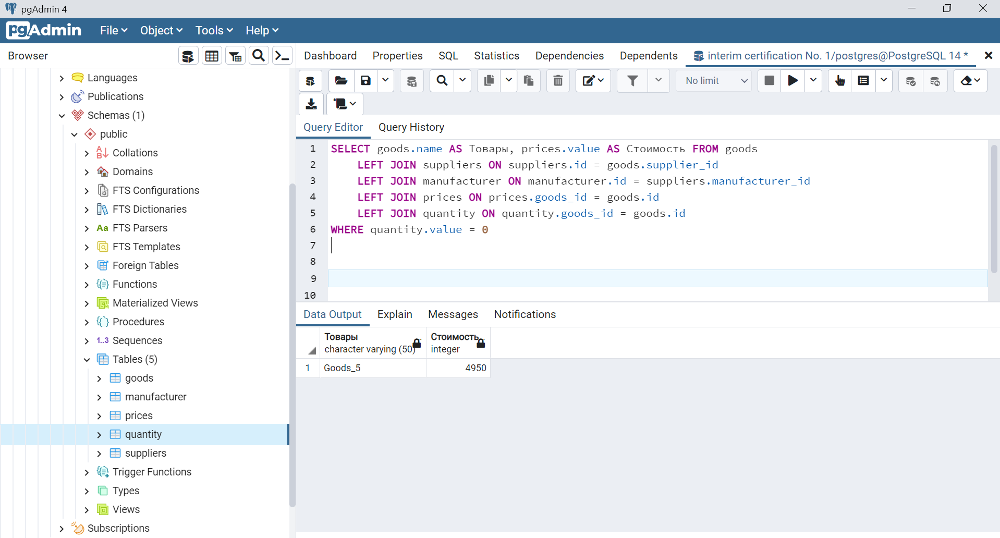 pgAdmin 4
pgAdmin File Object Tools Help
Browser
Dashboard Properties SQL Statistics Dependencies Dependents interim certification No. 1/postgres@PostgreSQL 14 *
No limit
Languages
Publications
Schemas (1)
public
Collations
Domains
FTS Configurations
FTS Dictionaries
Aa FTS Parsers
FTS Templates
Foreign Tables
Functions
Materialized Views
Procedures
1..3 Sequences
Tables (5)
goods
manufacturer
prices
quantity
suppliers
Trigger Functions
Types
Views
Subscriptions
Query Editor Query History
1 SELECT goods.name AS Товары, prices.value AS Стоимость FROM goods
2 LEFT JOIN suppliers ON suppliers.id = goods.supplier_id
3 LEFT JOIN manufacturer ON manufacturer.id = suppliers.manufacturer_id
4 LEFT JOIN prices ON prices.goods_id = goods.id
5 LEFT JOIN quantity ON quantity.goods_id = goods.id
6 WHERE quantity.value = 0
7
8
9
10
Data Output Explain Messages Notifications
Товары Стоимость
character varying (50) integer
1 Goods_5 4950